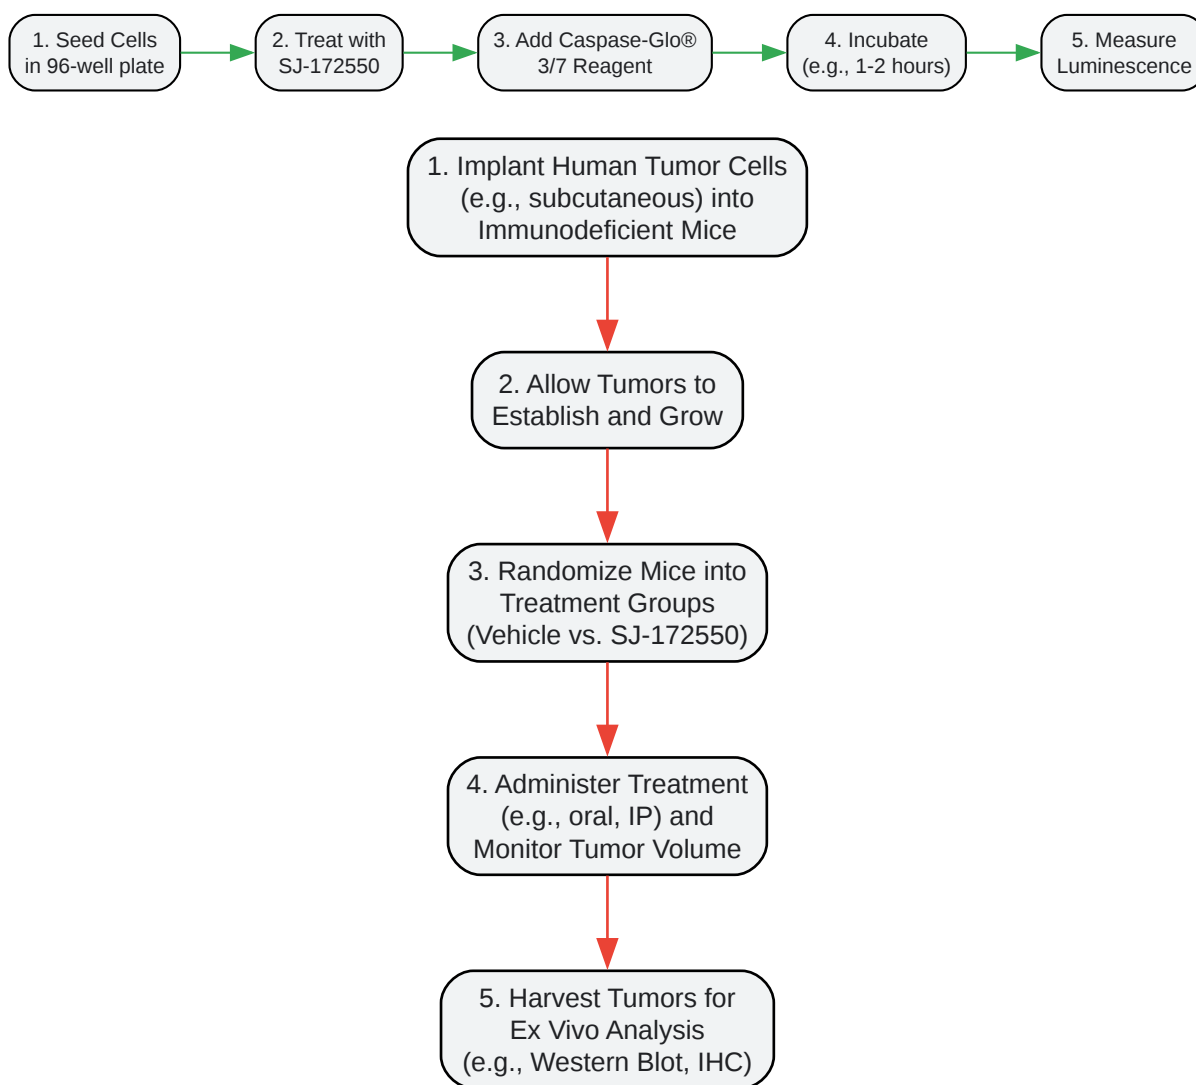 1. Seed Cells
in 96-well plate
2. Treat with
SJ-172550
3. Add Caspase-Glo®
3/7 Reagent
4. Incubate
(e.g., 1-2 hours)
5. Measure
Luminescence
1. Implant Human Tumor Cells
(e.g., subcutaneous) into
Immunodeficient Mice
2. Allow Tumors to
Establish and Grow
3. Randomize Mice into
Treatment Groups
(Vehicle vs. SJ-172550)
4. Administer Treatment
(e.g., oral, IP) and
Monitor Tumor Volume
5. Harvest Tumors for
Ex Vivo Analysis
(e.g., Western Blot, IHC)